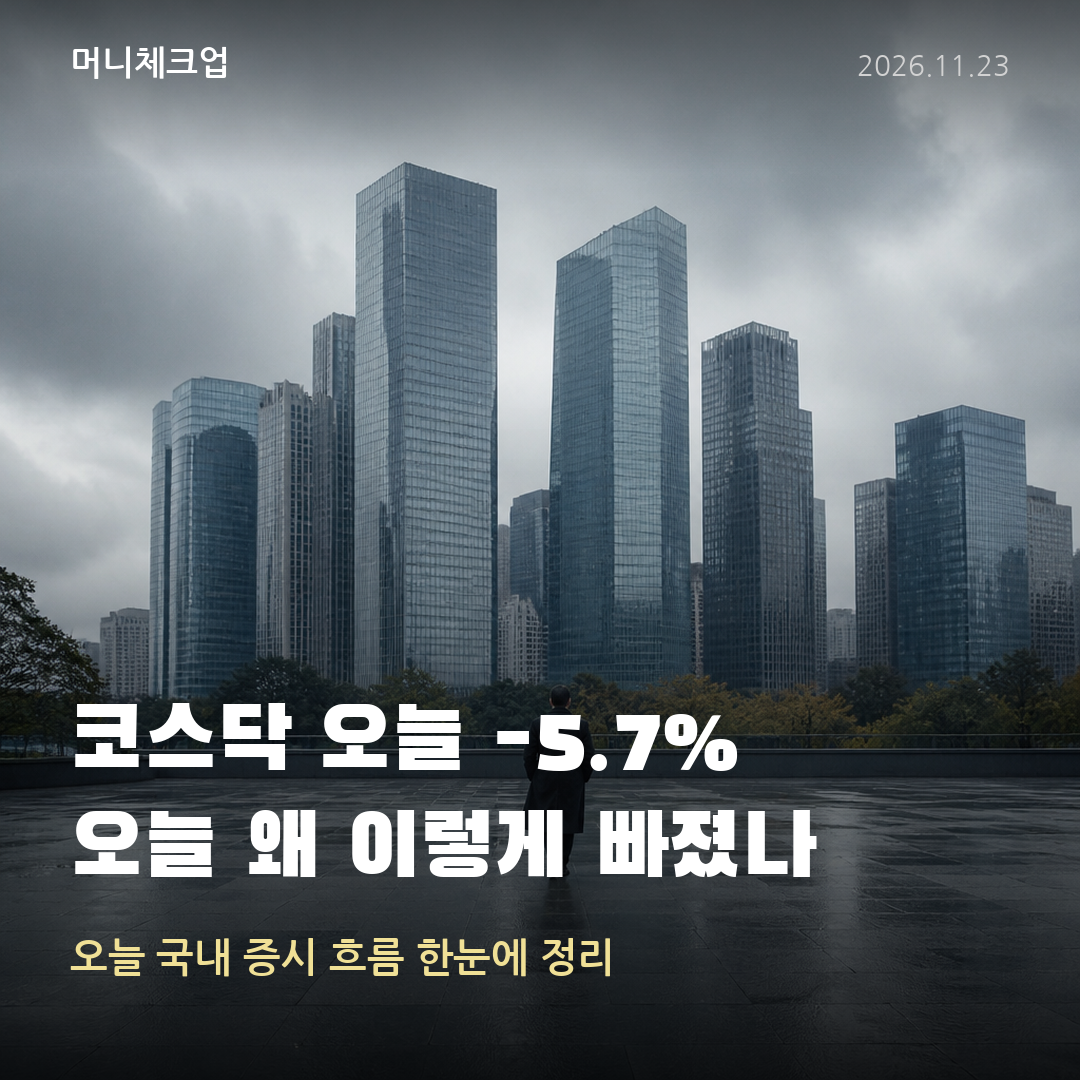 머니체크업
2026.11.23
코스닥 오늘 -5.7%
오늘 왜 이렇게 빠졌나
오늘 국내 증시 흐름 한눈에 정리